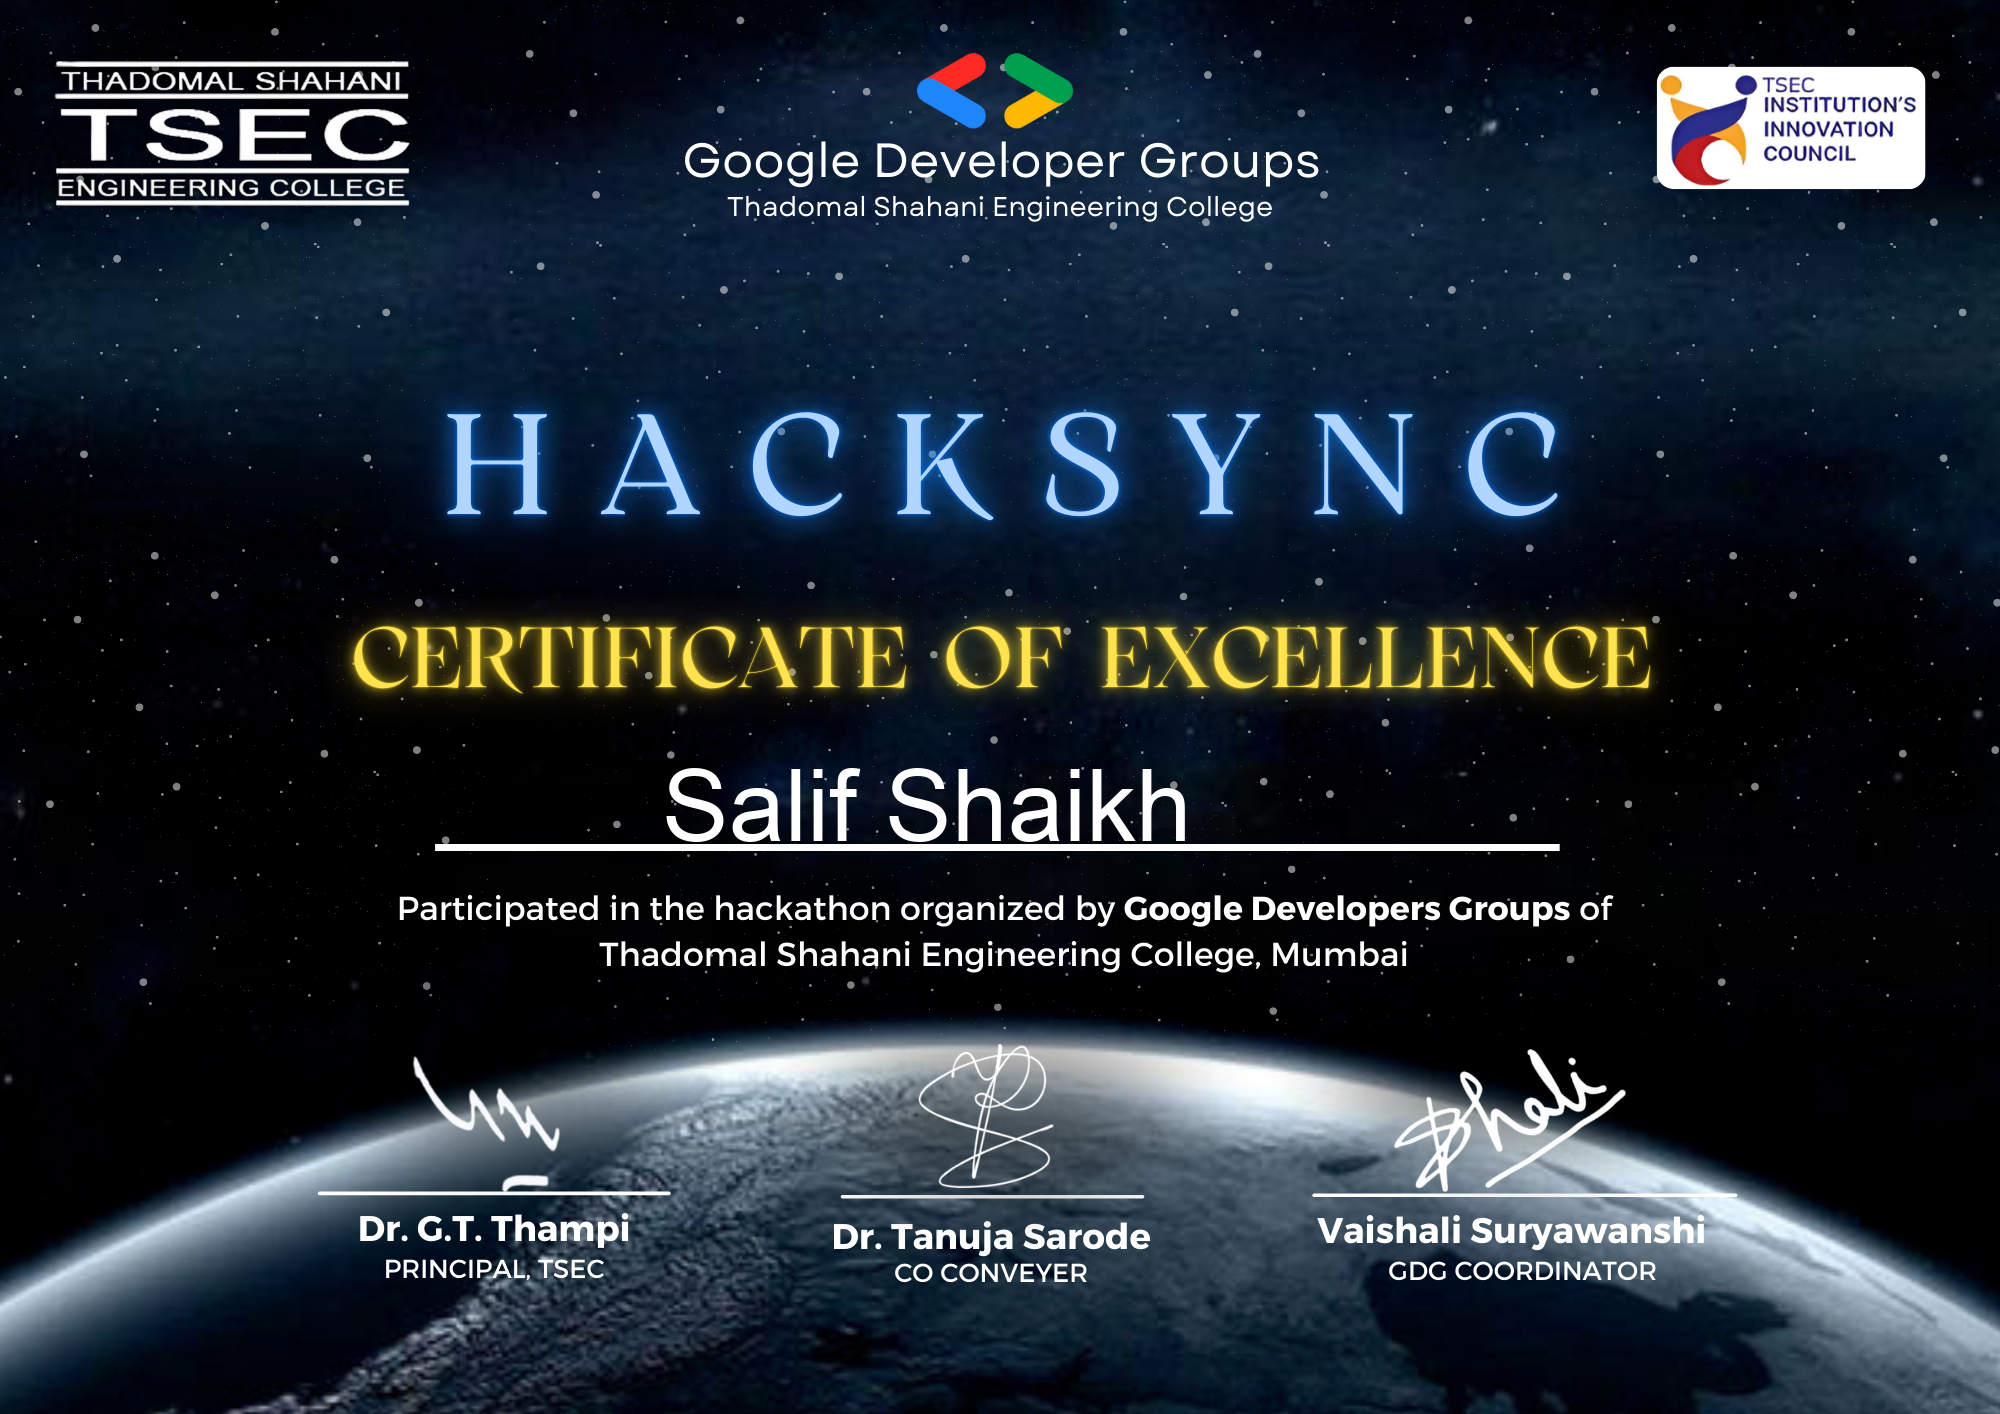 THADOMAL SHAHANI
TSEC
ENGINEERING COLLEGE
Google Developer Groups
Thadomal Shahani Engineering College
TSEC
INSTITUTION'S
INNOVATION
COUNCIL
HACKSYNC
CERTIFICATE OF EXCELLENCE
Salif Shaikh
Participated in the hackathon organized by Google Developers Groups of
Thadomal Shahani Engineering College, Mumbai
Dr. G.T. Thampi
PRINCIPAL, TSEC
Dr. Tanuja Sarode
CO CONVEYER
Vaishali Suryawanshi
GDG COORDINATOR